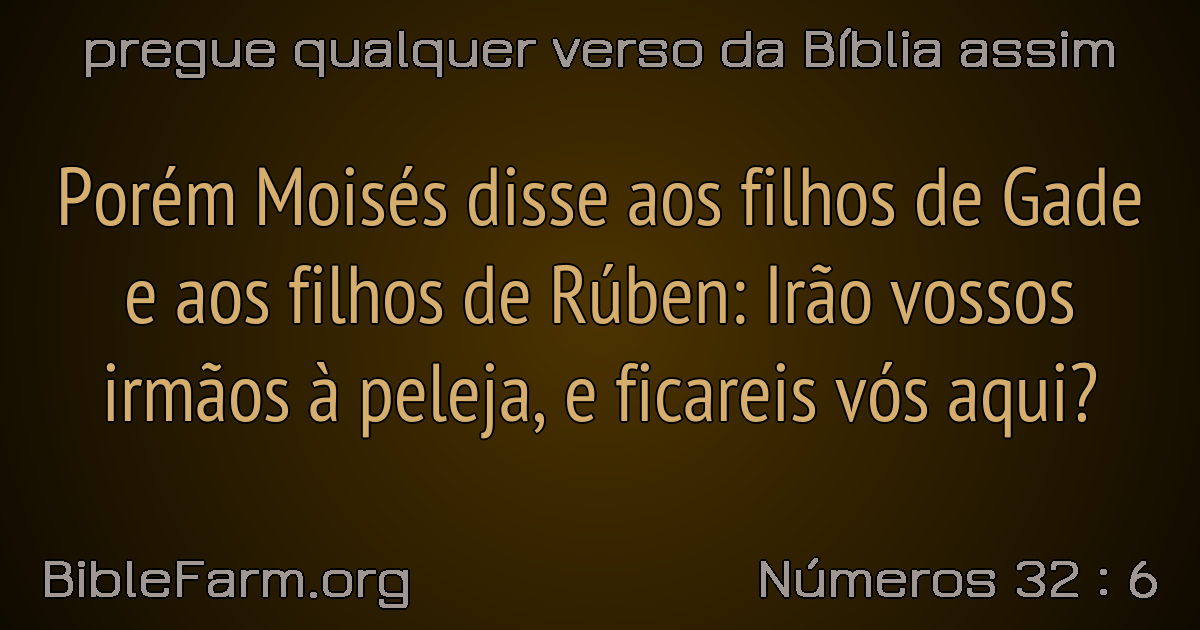 pregue qualquer verso da Bíblia assim
Porém Moisés disse aos filhos de Gade
e aos filhos de Rúben: Irão vossos
irmãos à peleja, e ficareis vós aqui?
BibleFarm.org
Números 32 : 6